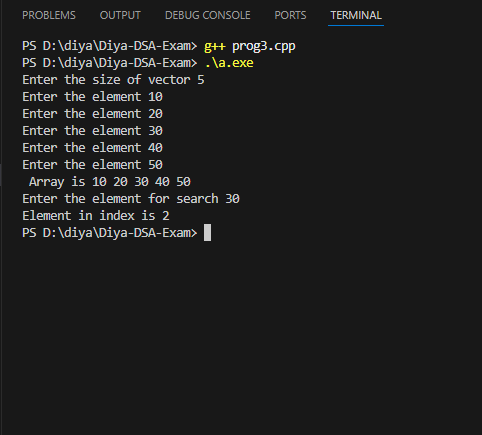 PROBLEMS OUTPUT DEBUG CONSOLE PORTS TERMINAL
PS D:\diya\Diya-DSA-Exam> g++ prog3.cpp
PS D:\diya\Diya-DSA-Exam> .\a.exe
Enter the size of vector 5
Enter the element 10
Enter the element 20
Enter the element 30
Enter the element 40
Enter the element 50
 Array is 10 20 30 40 50
Enter the element for search 30
Element in index is 2
PS D:\diya\Diya-DSA-Exam>